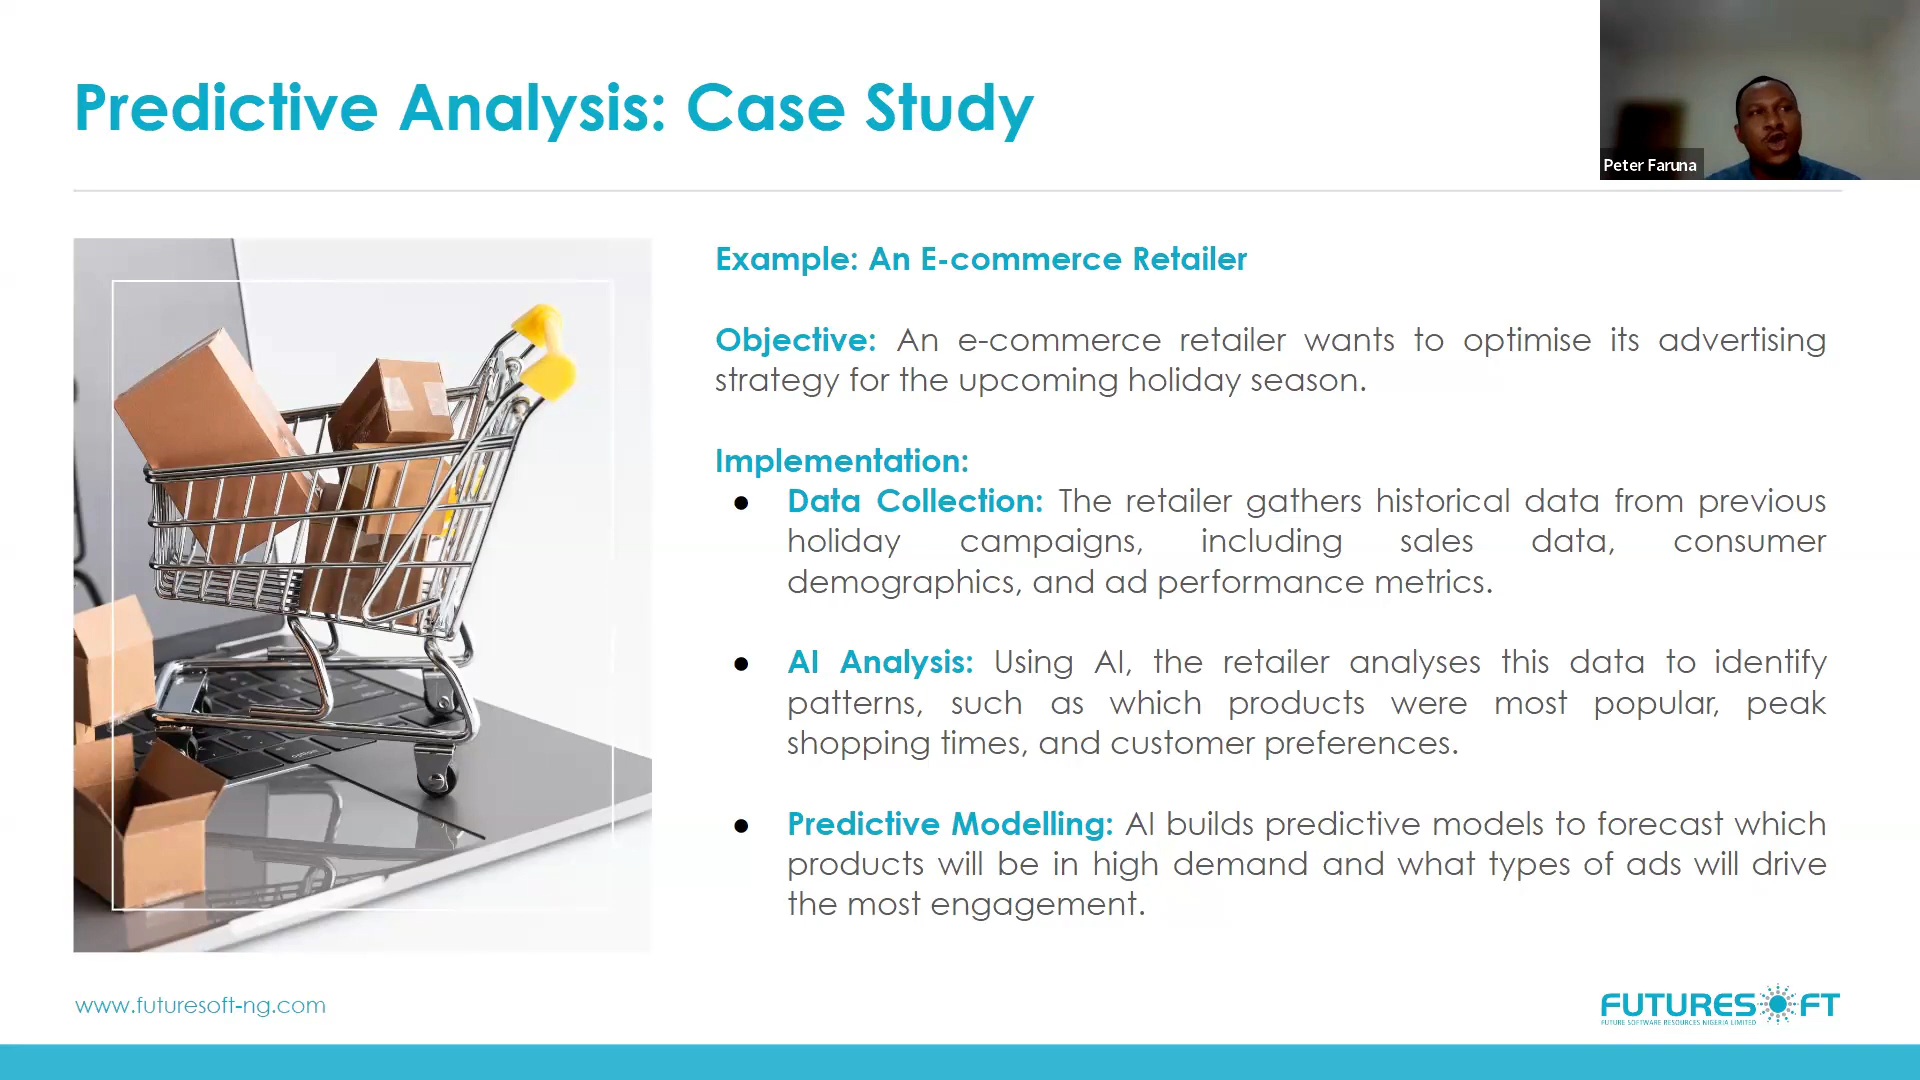 Predictive Analysis: Case Study
Peter Faruna
Example: An E-commerce Retailer
Objective: An e-commerce retailer wants to optimise its advertising
strategy for the upcoming holiday season.
Implementation:
● Data Collection: The retailer gathers historical data from previous
holiday campaigns, including sales data, consumer
demographics, and ad performance metrics.
● AI Analysis: Using AI, the retailer analyses this data to identify
patterns, such as which products were most popular, peak
shopping times, and customer preferences.
● Predictive Modelling: AI builds predictive models to forecast which
products will be in high demand and what types of ads will drive
the most engagement.
www.futuresoft-ng.com
FUTURESOFT
FUTURE SOFTWARE RESOURCES NIGERIA LIMITED